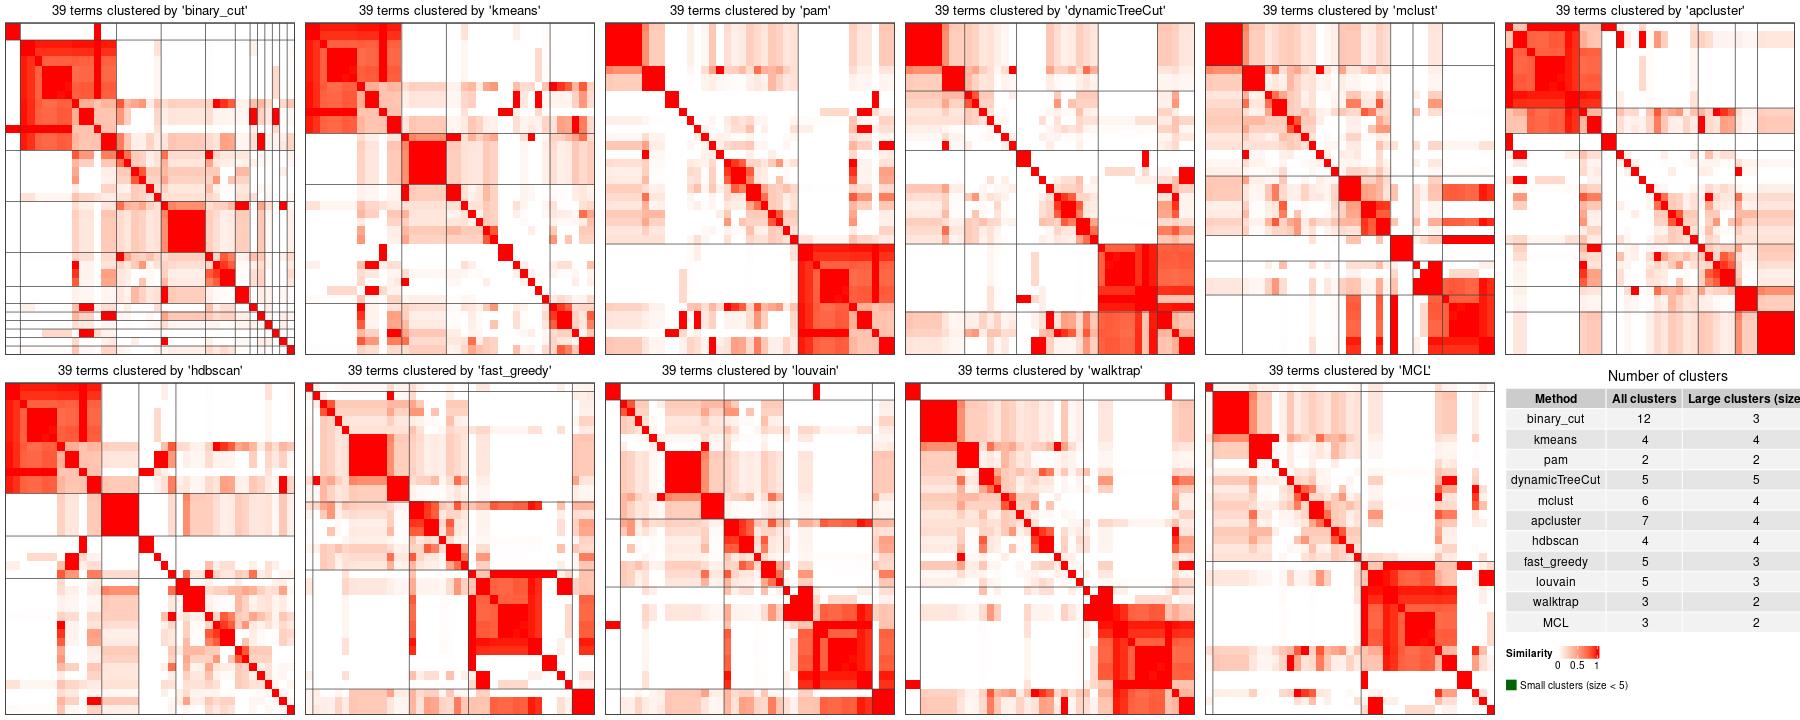 39 terms clustered by 'binary_cut'
39 terms clustered by 'kmeans'
39 terms clustered by 'pam'
39 terms clustered by 'dynamicTreeCut'
39 terms clustered by 'mclust'
39 terms clustered by 'apcluster'
39 terms clustered by 'hdbscan'
39 terms clustered by 'fast_greedy'
39 terms clustered by 'louvain'
39 terms clustered by 'walktrap'
39 terms clustered by 'MCL'
Number of clusters
Method All clusters Large clusters (size
binary_cut 12 3
kmeans 4 4
pam 2 2
dynamicTreeCut 5 5
mclust 6 4
apcluster 7 4
hdbscan 4 4
fast_greedy 5 3
louvain 5 3
walktrap 3 2
MCL 3 2
Similarity
0 0.5 1
Small clusters (size < 5)